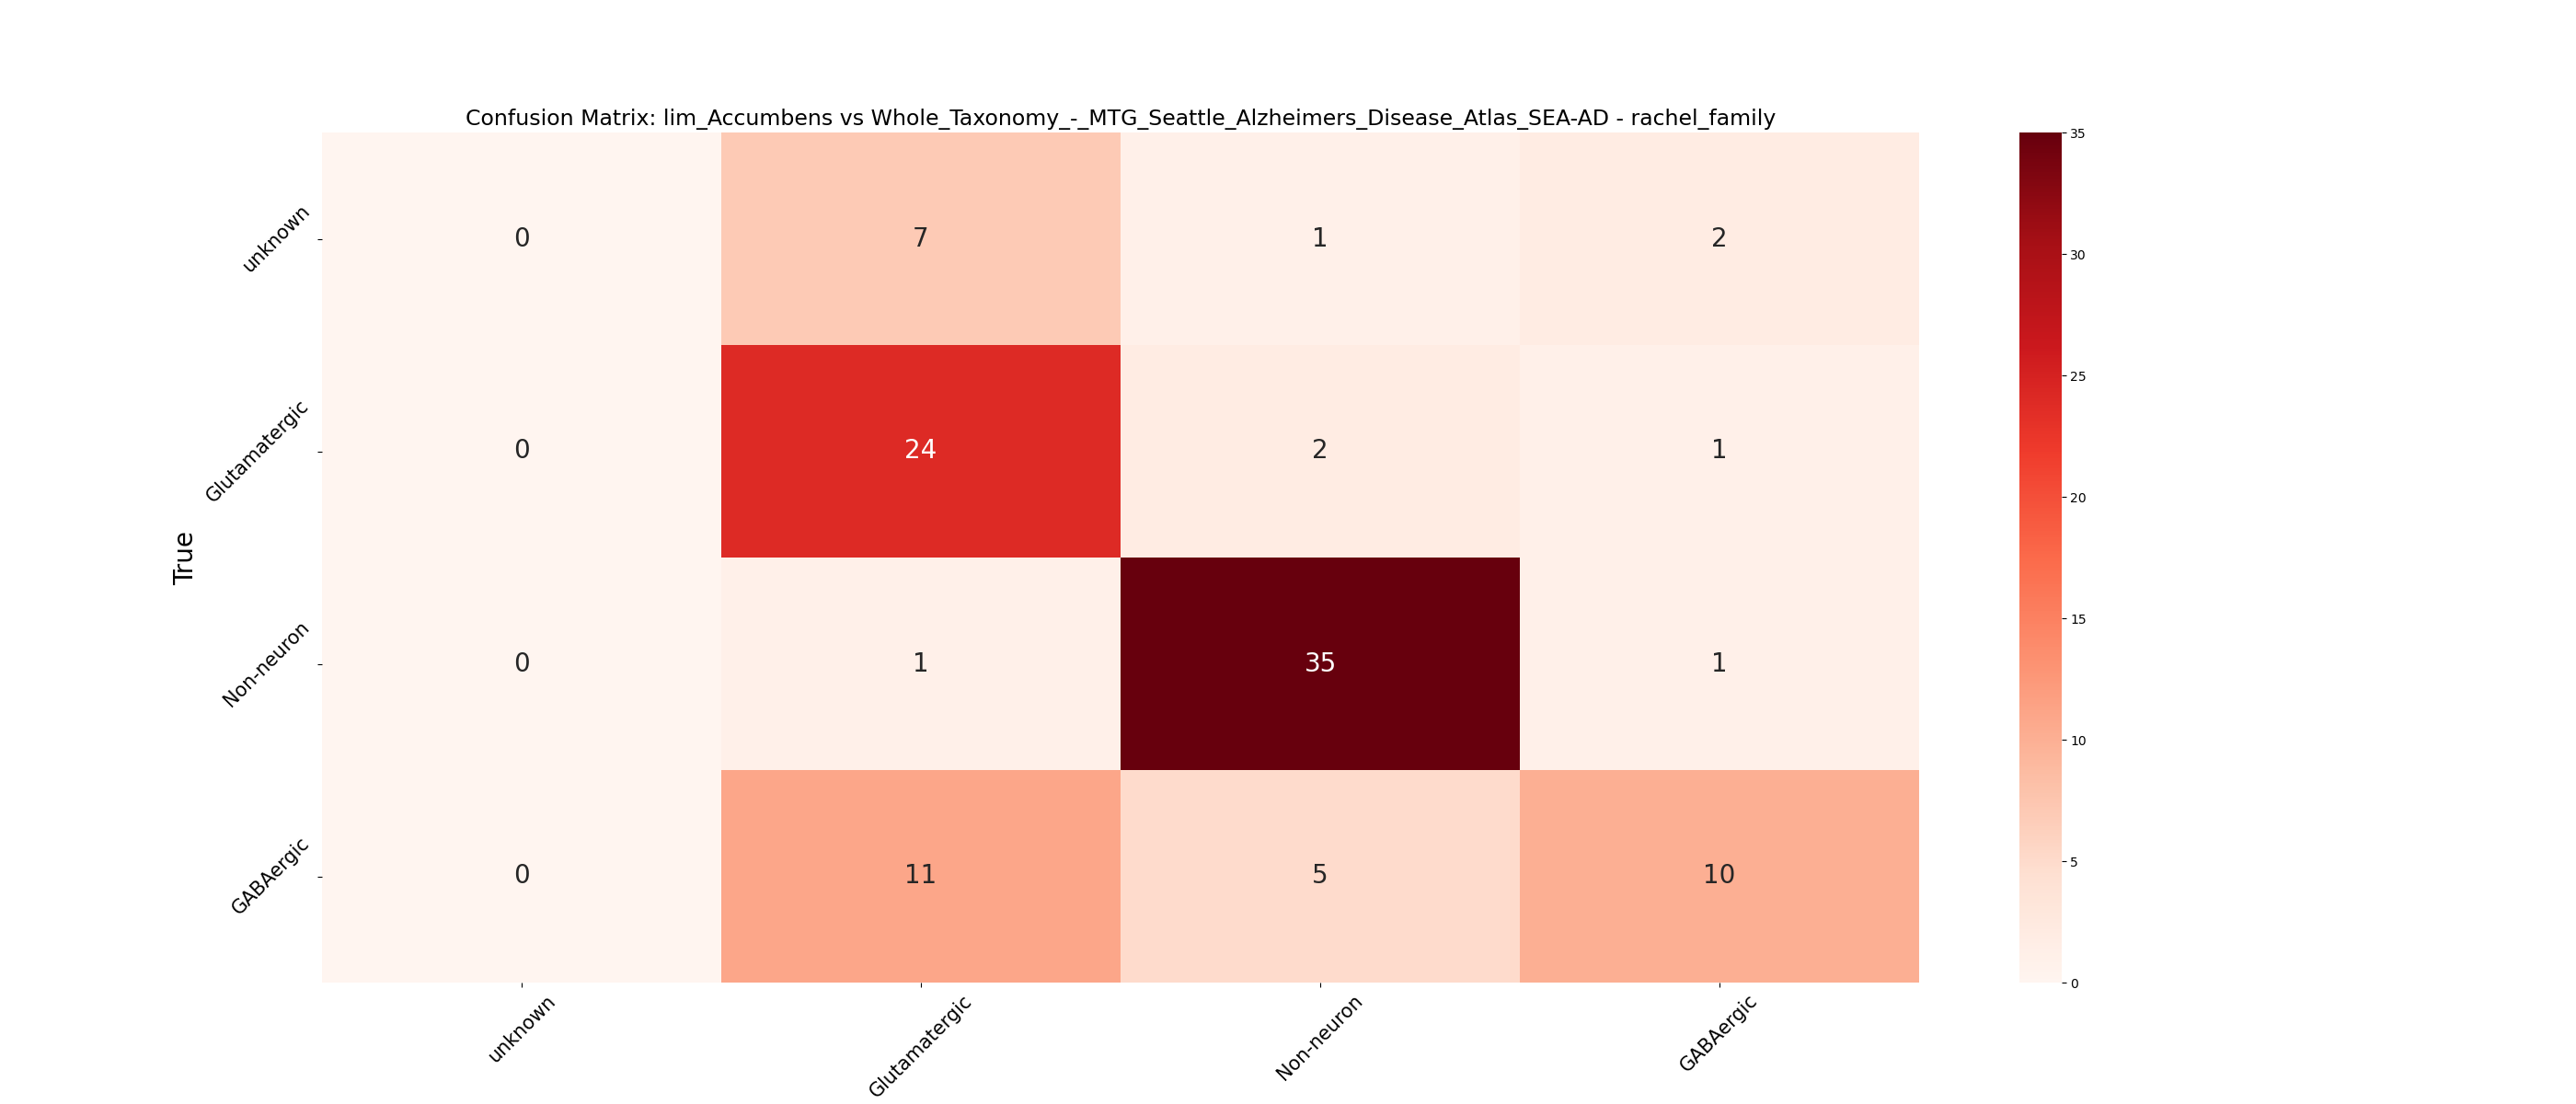 Confusion Matrix: lim_Accumbens vs Whole_Taxonomy_-_MTG_Seattle_Alzheimers_Disease_Atlas_SEA-AD - rachel_family
True
unknown
0
7
1
2
Glutamatergic
0
24
2
1
Non-neuron
0
1
35
1
GABAergic
0
11
5
10
unknown
Glutamatergic
Non-neuron
GABAergic
35
30
25
20
15
10
5
0